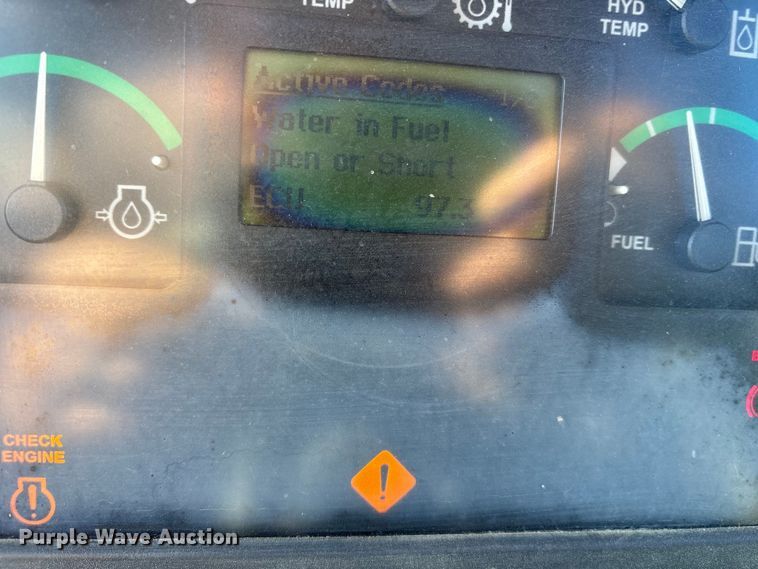 TEMP
HYD
TEMP
Active Codes
Water in Fuel
Open or Short
ECU 97.3
FUEL
CHECK
ENGINE
Purple Wave Auction